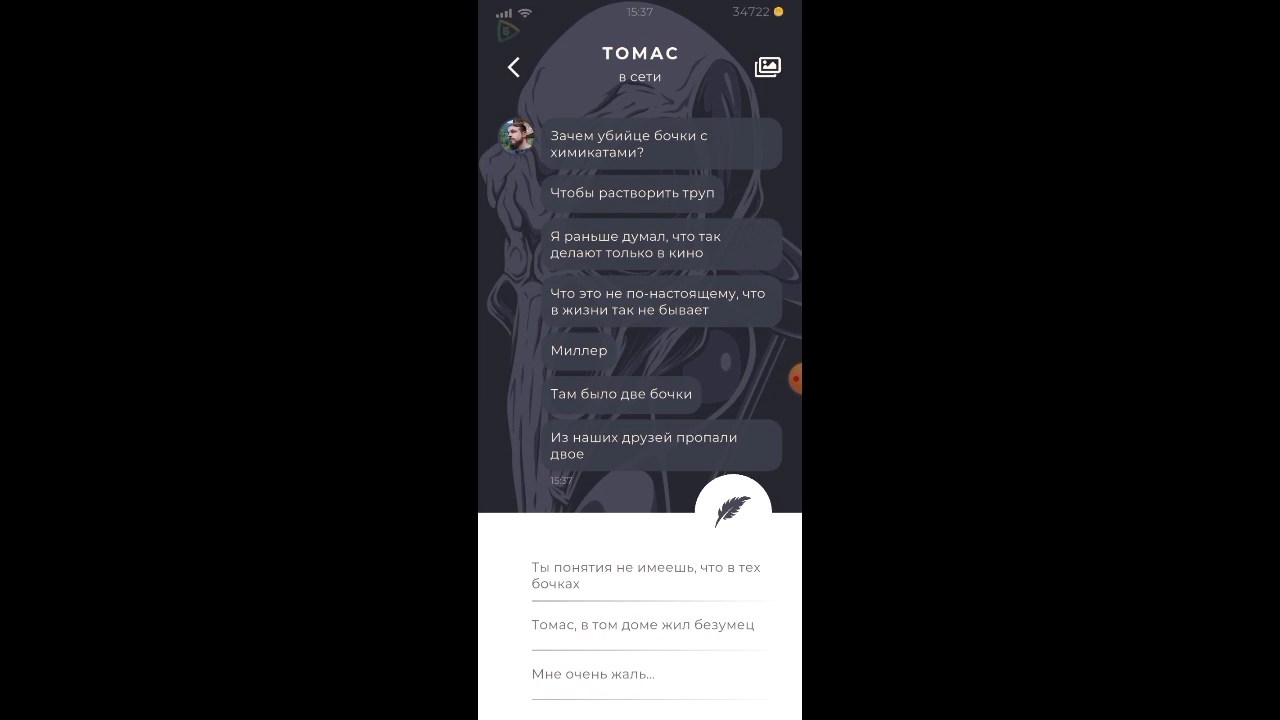 15:37
34722
Б
ТОМАС
в сети
Зачем убийце бочки с
химикатами?
Чтобы растворить труп
Я раньше думал, что так
делают только в кино
Что это не по-настоящему, что
в жизни так не бывает
Миллер
Там было две бочки
Из наших друзей пропали
двое
15:37
Ты понятия не имеешь, что в тех
бочках
Томас, в том доме жил безумец
Мне очень жаль...